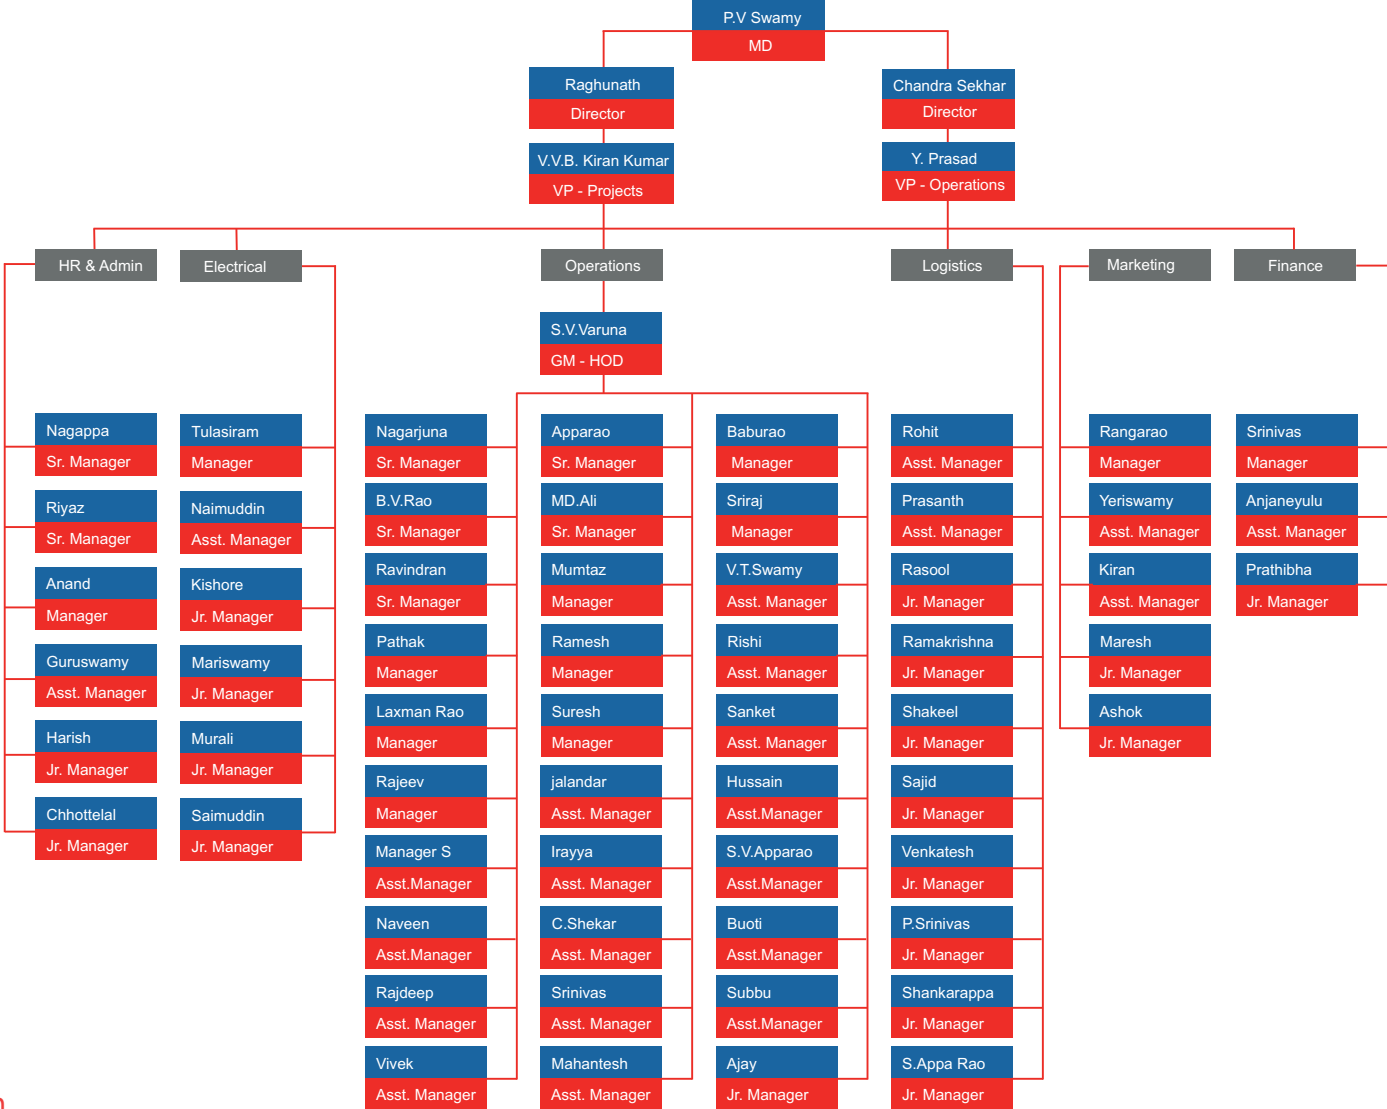 P.V Swamy
MD
Raghunath
Director
Chandra Sekhar
Director
V.V.B. Kiran Kumar
VP - Projects
Y. Prasad
VP - Operations
HR & Admin
Electrical
Operations
Logistics
Marketing
Finance
S.V.Varuna
GM - HOD
Nagappa
Sr. Manager
Riyaz
Sr. Manager
Anand
Manager
Guruswamy
Asst. Manager
Harish
Jr. Manager
Chhottelal
Jr. Manager
Tulasiram
Manager
Naimuddin
Asst. Manager
Kishore
Jr. Manager
Mariswamy
Jr. Manager
Murali
Jr. Manager
Saimuddin
Jr. Manager
Nagarjuna
Sr. Manager
B.V.Rao
Sr. Manager
Ravindran
Sr. Manager
Pathak
Manager
Laxman Rao
Manager
Rajeev
Manager
Manager S
Asst.Manager
Naveen
Asst.Manager
Rajdeep
Asst. Manager
Vivek
Asst. Manager
Apparao
Sr. Manager
MD.Ali
Sr. Manager
Mumtaz
Manager
Ramesh
Manager
Suresh
Manager
jalandar
Asst. Manager
Irayya
Asst. Manager
C.Shekar
Asst. Manager
Srinivas
Asst. Manager
Mahantesh
Asst. Manager
Baburao
Manager
Sriraj
Manager
V.T.Swamy
Asst. Manager
Rishi
Asst. Manager
Sanket
Asst. Manager
Hussain
Asst.Manager
S.V.Apparao
Asst.Manager
Buoti
Asst.Manager
Subbu
Asst.Manager
Ajay
Jr. Manager
Rohit
Asst. Manager
Prasanth
Asst. Manager
Rasool
Jr. Manager
Ramakrishna
Jr. Manager
Shakeel
Jr. Manager
Sajid
Jr. Manager
Venkatesh
Jr. Manager
P.Srinivas
Jr. Manager
Shankarappa
Jr. Manager
S.Appa Rao
Jr. Manager
Rangarao
Manager
Yeriswamy
Asst. Manager
Kiran
Asst. Manager
Maresh
Jr. Manager
Ashok
Jr. Manager
Srinivas
Manager
Anjaneyulu
Asst. Manager
Prathibha
Jr. Manager